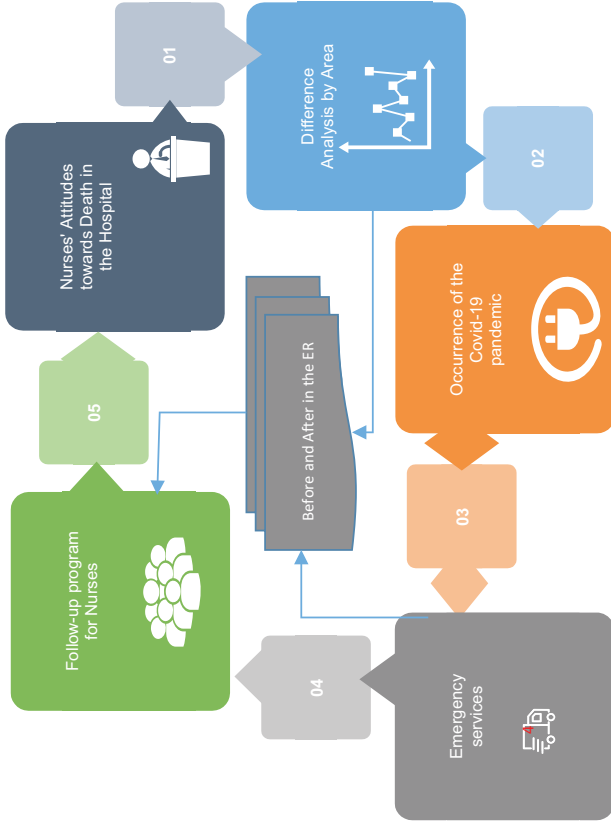 Nurses' Attitudes
towards Death in
the Hospital
01
Difference
Analysis by Area
02
Occurrence of the
Covid-19
pandemic
03
Emergency
services
4
04
Follow-up program
for Nurses
05
Before and After in the ER